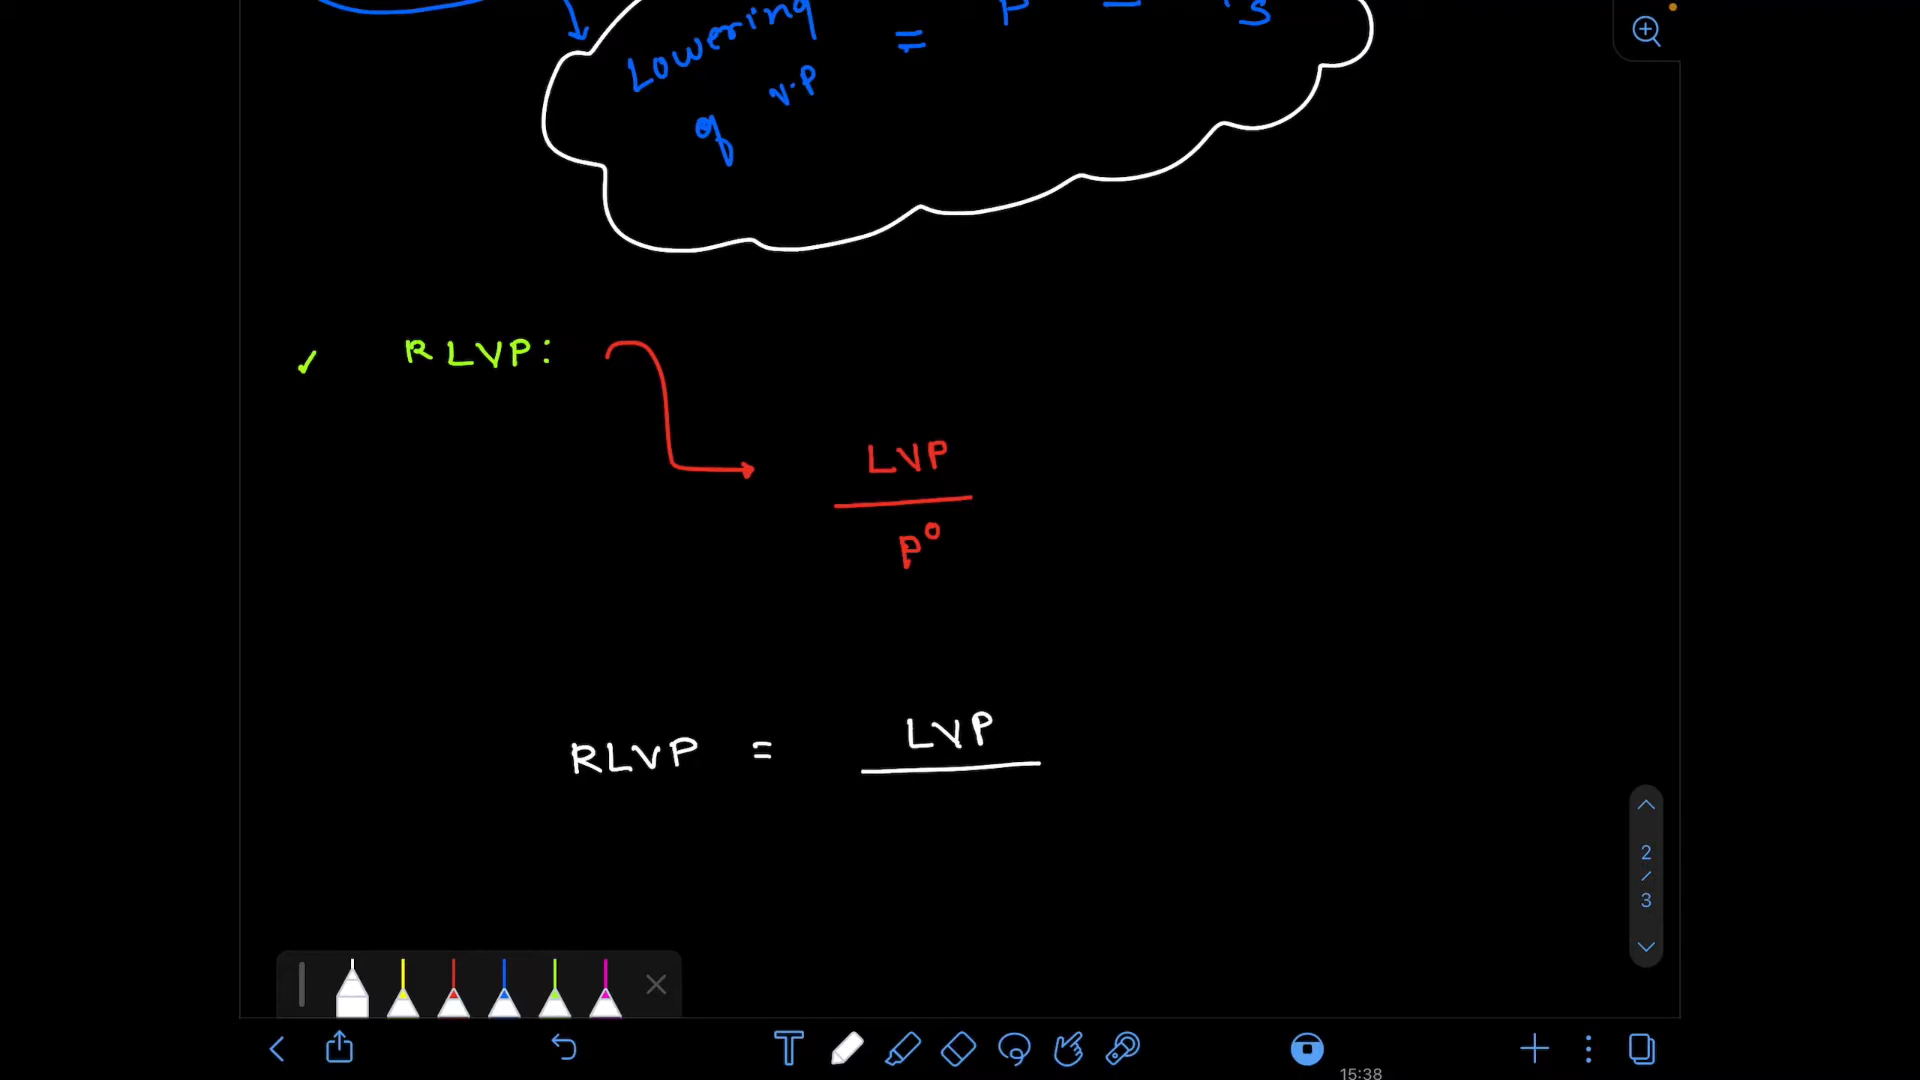 Lowering =
of v.p
✓ RLVP:
LVP
P°
RLVP = LVP
2
/
3
15:38